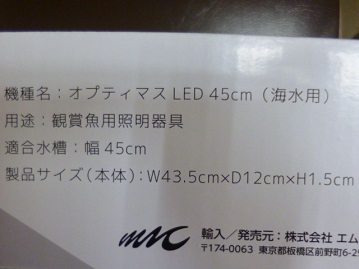 機種名：オプティマス LED 45cm（海水用）
用途：観賞魚用照明器具
適合水槽：幅 45cm
製品サイズ（本体）：W43.5cm×D12cm×H1.5cm
mmc
輸入／発売元：株式会社 エム
〒174-0063 東京都板橋区前野町6-29